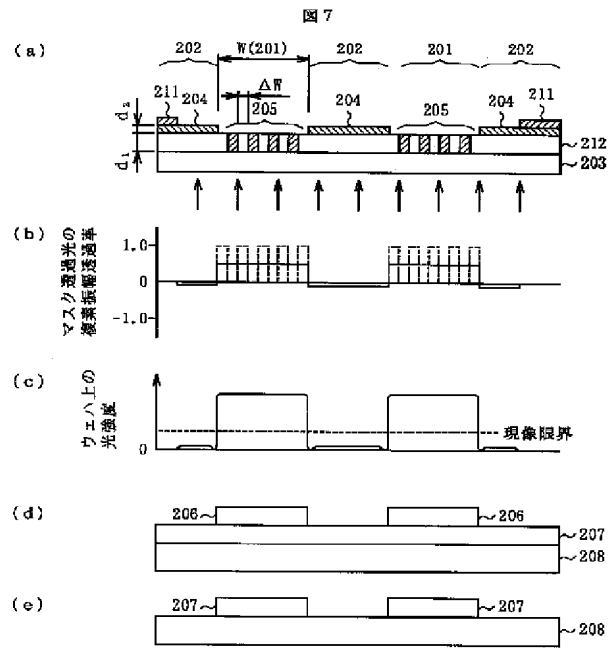 図7
(a)
202 W(201) 202 201 202
211 204 ΔW 205 204 205 204 211
d₂
d₁
212
203
(b)
マスク透過光の
複素振幅透過率
1.0
0
-1.0
(c)
ウェハ上の
光強度
現像限界
0
(d)
206 206
207
208
(e)
207 207
208